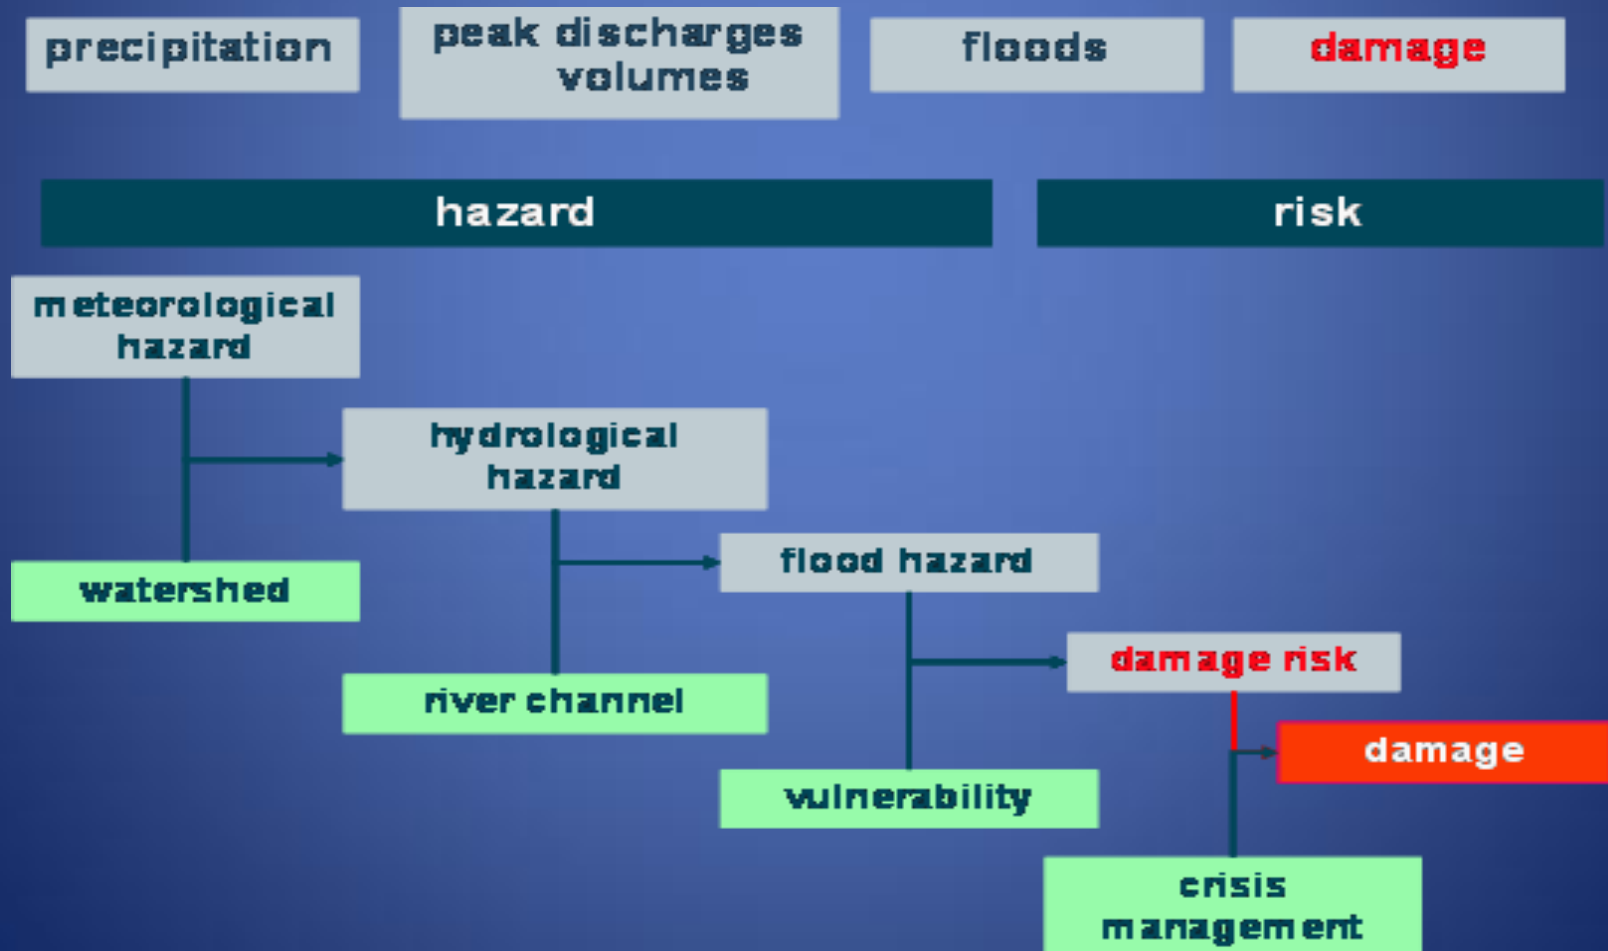 precipitation
peak discharges
volumes
floods
damage
hazard
risk
meteorological
hazard
hydrological
hazard
flood hazard
watershed
damage risk
river channel
damage
vulnerability
crisis
management